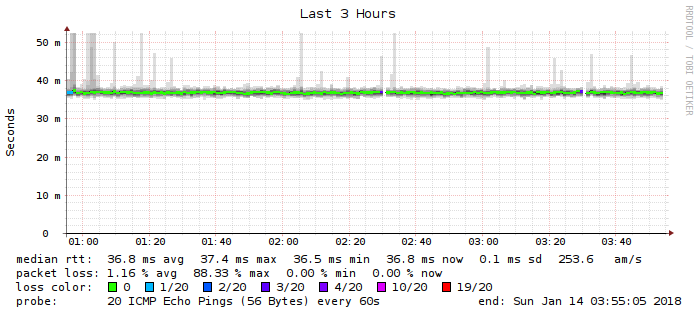 Last 3 Hours
RRDTOOL / TOBI OETIKER
Seconds
50 m
40 m
30 m
20 m
10 m
0
01:00 01:20 01:40 02:00 02:20 02:40 03:00 03:20 03:40
median rtt: 36.8 ms avg 37.4 ms max 36.5 ms min 36.8 ms now 0.1 ms sd 253.6 am/s
packet loss: 1.16 % avg 88.33 % max 0.00 % min 0.00 % now
loss color: 0 1/20 2/20 3/20 4/20 10/20 19/20
probe: 20 ICMP Echo Pings (56 Bytes) every 60s end: Sun Jan 14 03:55:05 2018